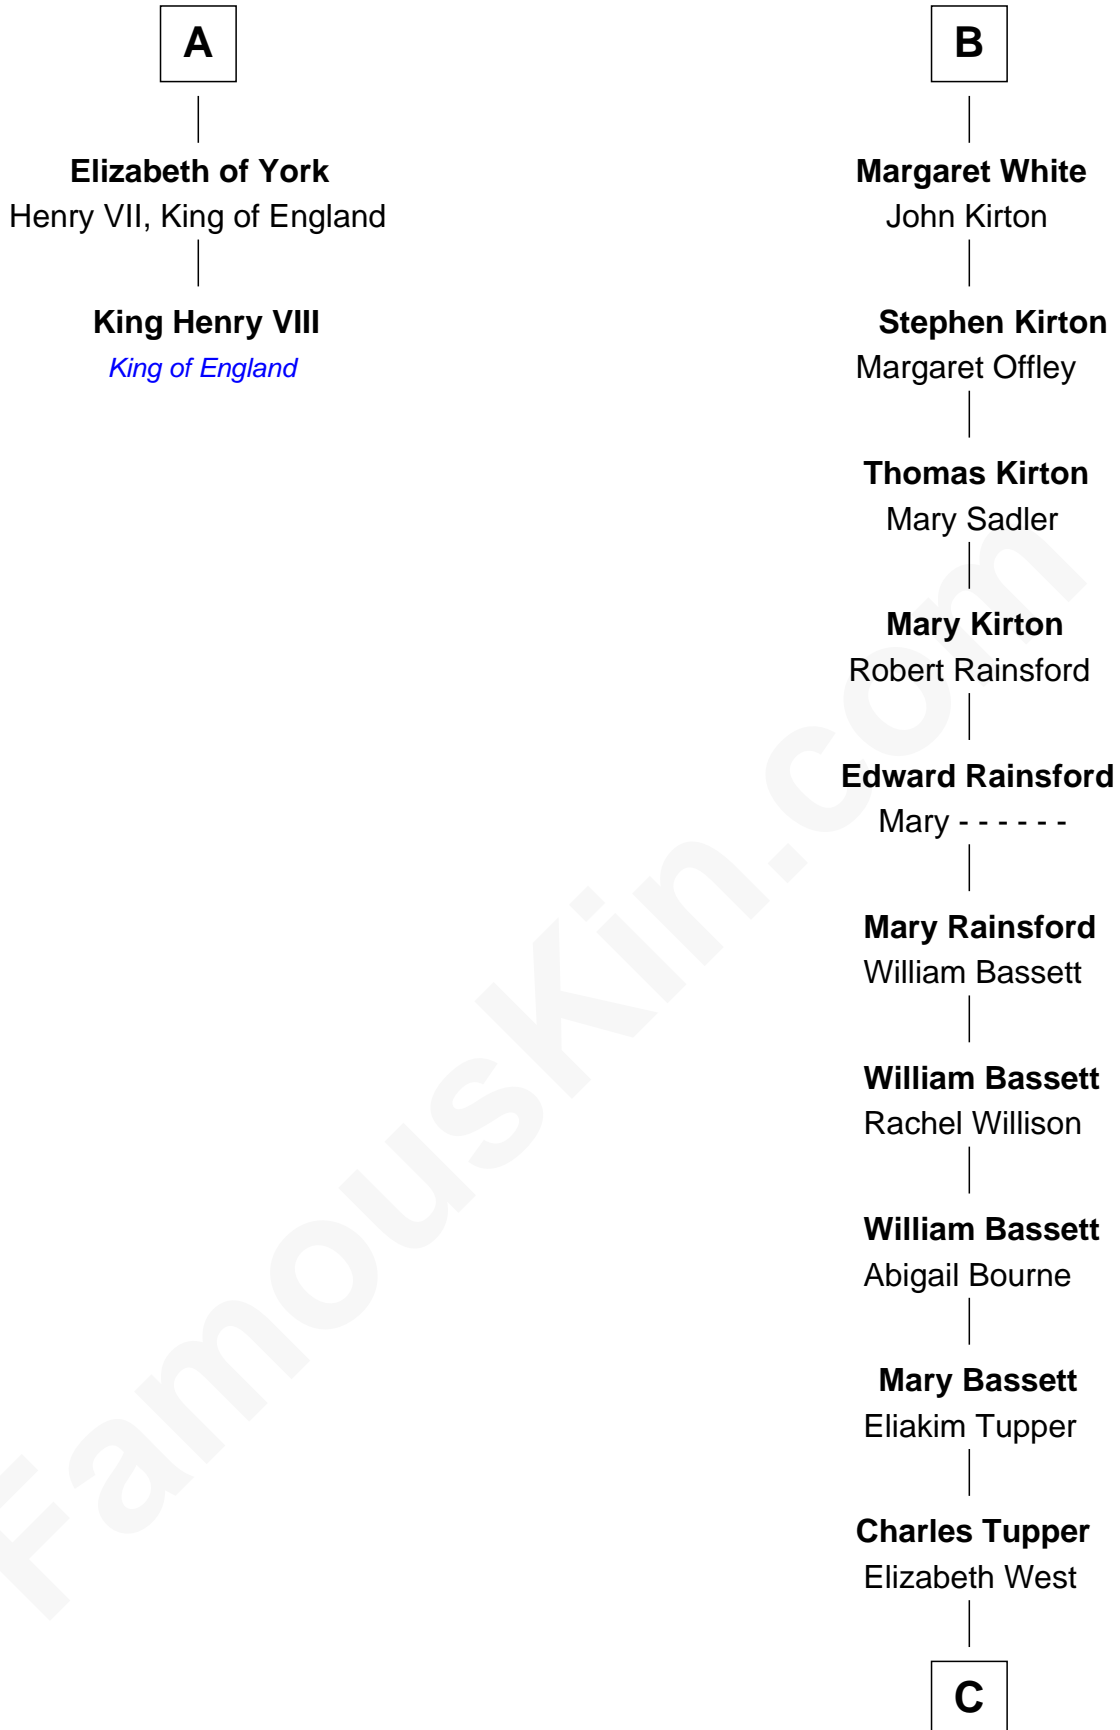 A
Elizabeth of York
Henry VII, King of England
King Henry VIII
King of England
B
Margaret White
John Kirton
Stephen Kirton
Margaret Offley
Thomas Kirton
Mary Sadler
Mary Kirton
Robert Rainsford
Edward Rainsford
Mary - - - - - -
Mary Rainsford
William Bassett
William Bassett
Rachel Willison
William Bassett
Abigail Bourne
Mary Bassett
Eliakim Tupper
Charles Tupper
Elizabeth West
C
FamousKin.com